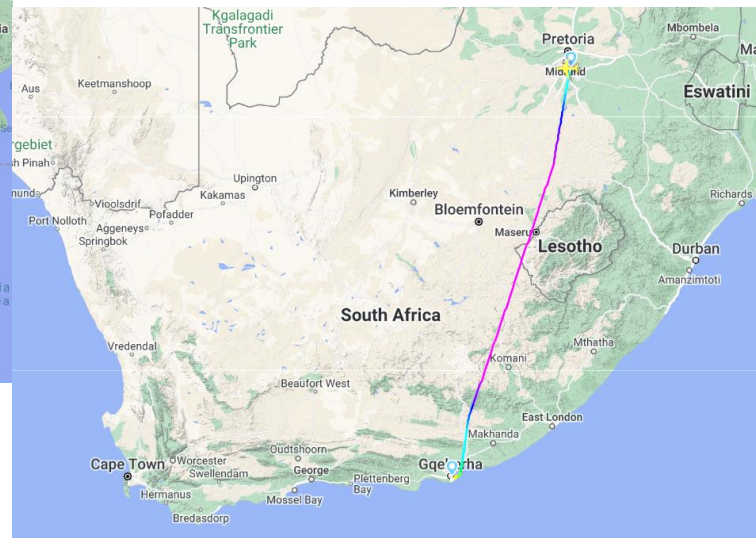 Kgalagadi
Transfrontier
Park
Pretoria
Mbombela
Aus
Keetmanshoop
Eswatini
rgebiet
sh Pinah
Upington
Kakamas
Vioolsdrif
Pofadder
Port Nolloth
Aggeneys
Springbok
Kimberley
Bloemfontein
Maseru
Lesotho
Richards
Durban
Amanzimtoti
South Africa
Vredendal
Komani
Mthatha
Beaufort West
East London
Makhanda
Oudtshoorn
George
Gqeberha
Plettenberg
Bay
Cape Town
Worcester
Swellendam
Mossel Bay
Hermanus
Bredasdorp